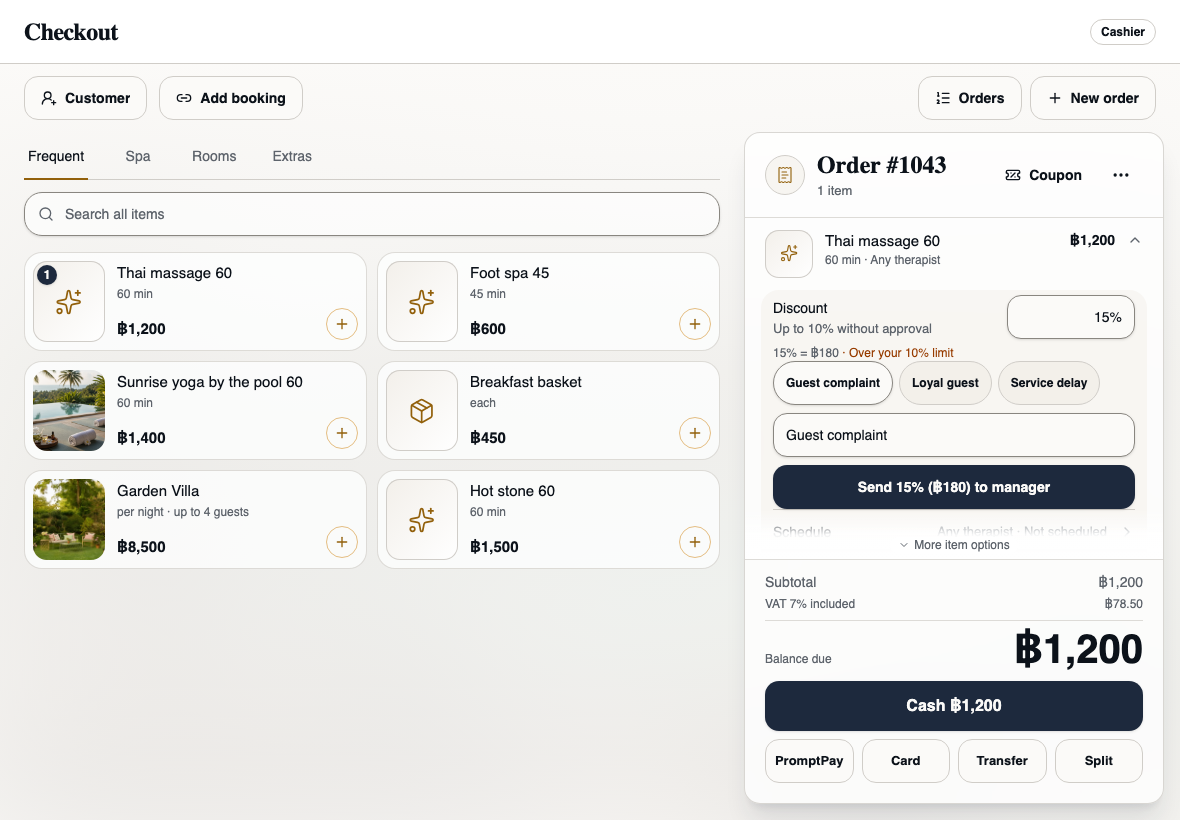 Checkout
Cashier
Customer
Add booking
Orders
New order
Frequent
Spa
Rooms
Extras
Search all items
1
Thai massage 60
60 min
฿1,200
Foot spa 45
45 min
฿600
Sunrise yoga by the pool 60
60 min
฿1,400
Breakfast basket
each
฿450
Garden Villa
per night · up to 4 guests
฿8,500
Hot stone 60
60 min
฿1,500
Order #1043
1 item
Coupon
Thai massage 60
60 min · Any therapist
฿1,200
Discount
Up to 10% without approval
15%
15% = ฿180 · Over your 10% limit
Guest complaint
Loyal guest
Service delay
Guest complaint
Send 15% (฿180) to manager
Schedule
Any therapist · Not scheduled
More item options
Subtotal
฿1,200
VAT 7% included
฿78.50
Balance due
฿1,200
Cash ฿1,200
PromptPay
Card
Transfer
Split